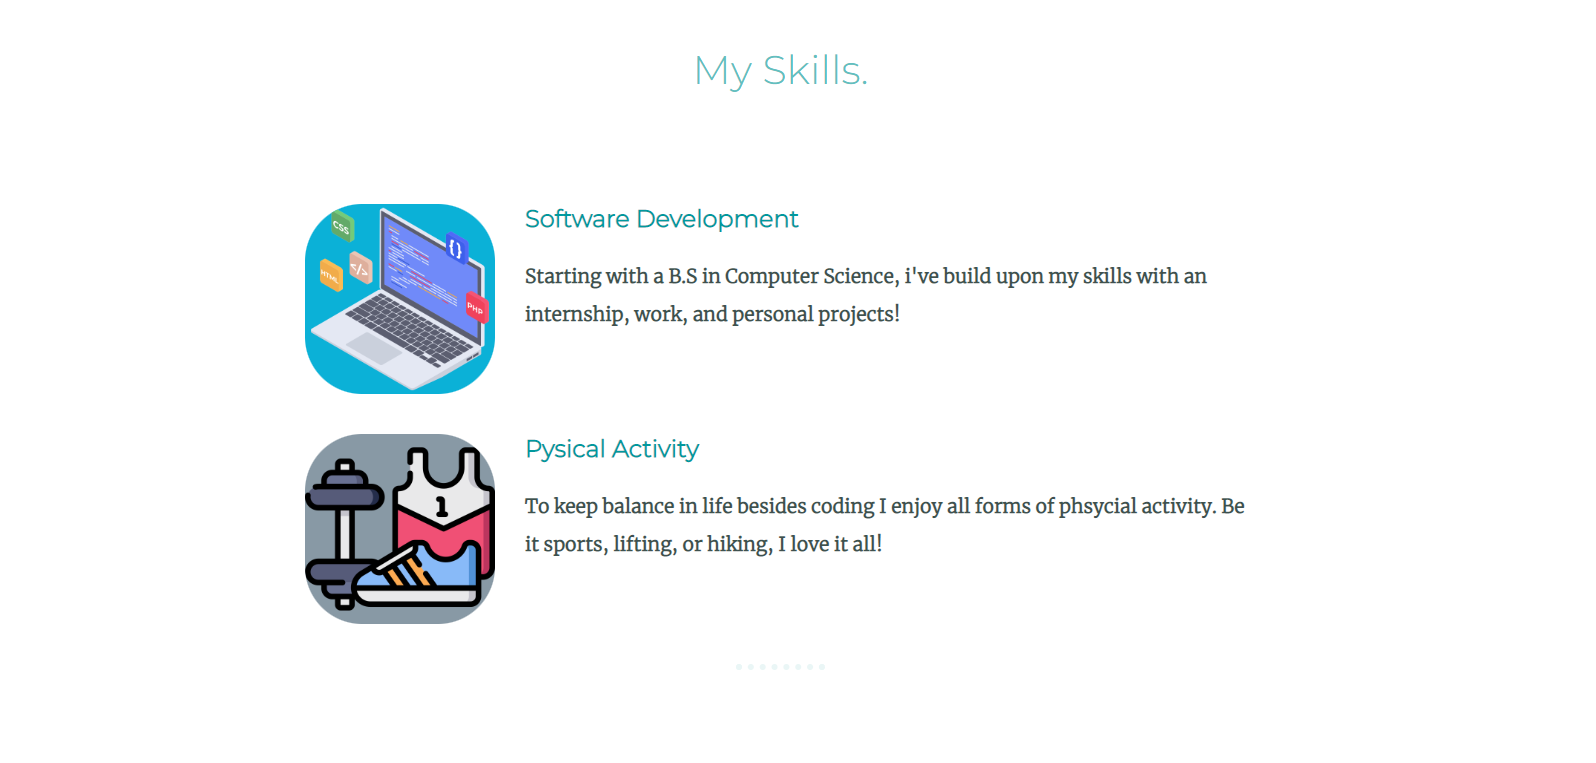 My Skills.
CSS
{}
HTML
</>
PHP
Software Development
Starting with a B.S in Computer Science, i've build upon my skills with an
internship, work, and personal projects!
1
Pysical Activity
To keep balance in life besides coding I enjoy all forms of phsycial activity. Be
it sports, lifting, or hiking, I love it all!